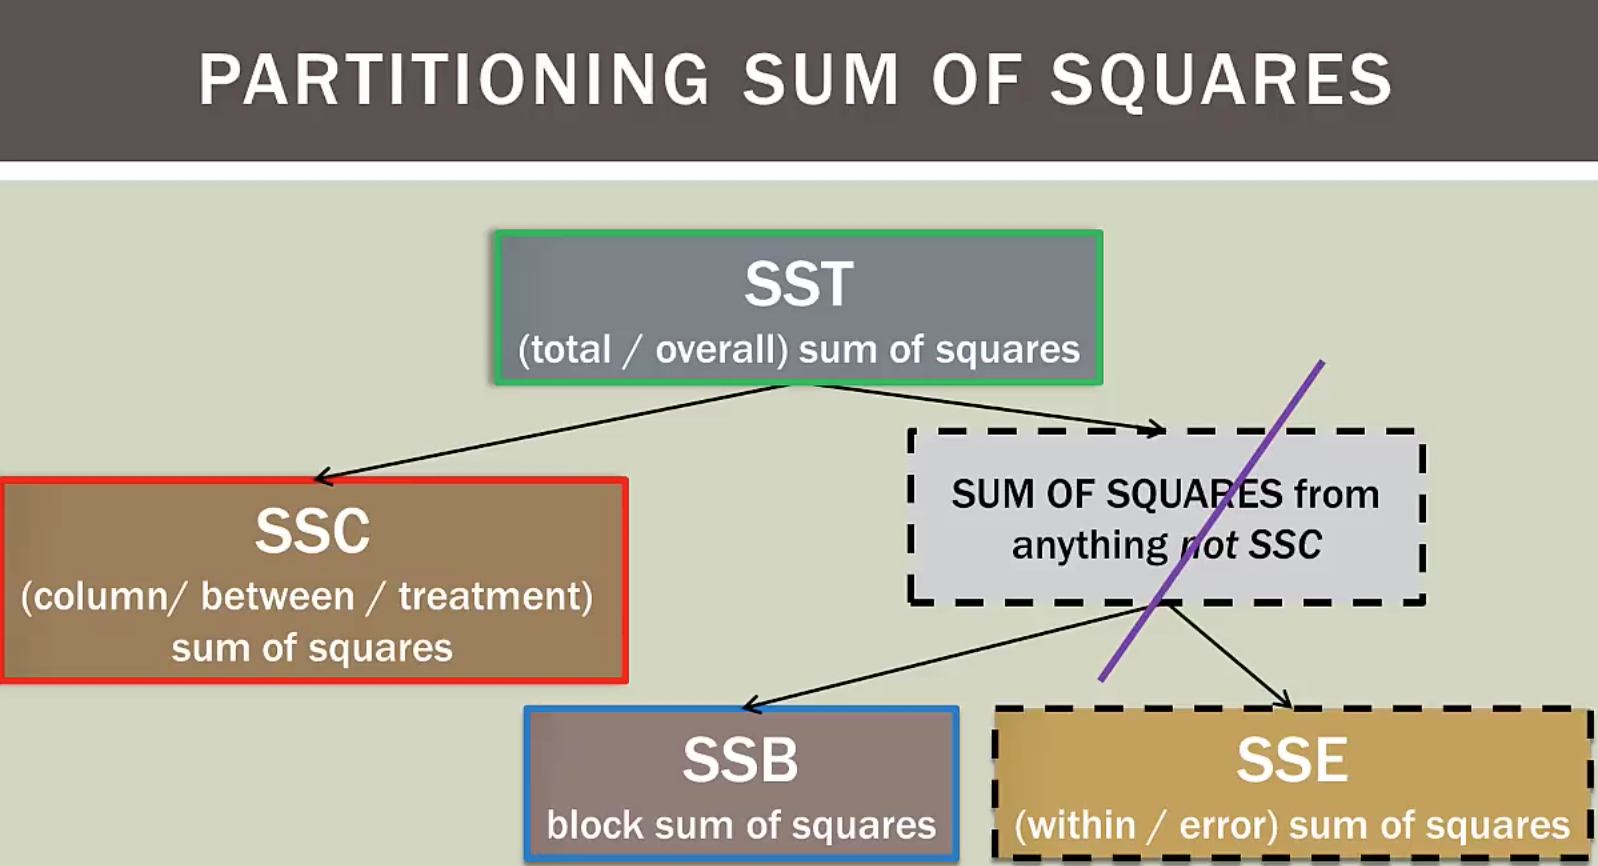 PARTITIONING SUM OF SQUARES
SST
(total / overall) sum of squares
SUM OF SQUARES from
anything not SSC
SSC
(column/ between / treatment)
sum of squares
SSB
block sum of squares
SSE
(within / error) sum of squares